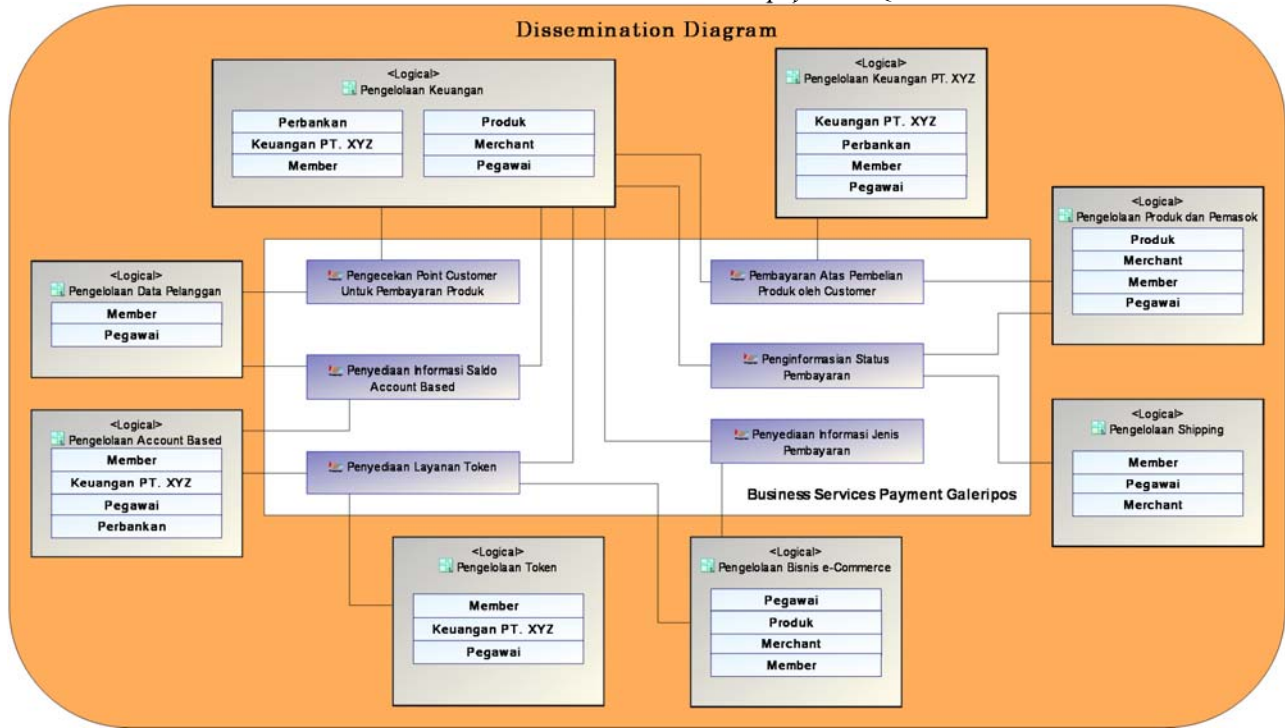 Dissemination Diagram
<Logical>
Pengelolaan Keuangan
Perbankan
Keuangan PT. XYZ
Member
Produk
Merchant
Pegawai
<Logical>
Pengelolaan Keuangan PT. XYZ
Keuangan PT. XYZ
Perbankan
Member
Pegawai
<Logical>
Pengelolaan Produk dan Pemasok
Produk
Merchant
Member
Pegawai
<Logical>
Pengelolaan Data Pelanggan
Member
Pegawai
Pengecekan Point Customer
Untuk Pembayaran Produk
Pembayaran Atas Pembelian
Produk oleh Customer
Penyediaan Informasi Saldo
Account Based
Penginformasian Status
Pembayaran
<Logical>
Pengelolaan Account Based
Member
Keuangan PT. XYZ
Pegawai
Perbankan
Penyediaan Layanan Token
Penyediaan Informasi Jenis
Pembayaran
Business Services Payment Galeripos
<Logical>
Pengelolaan Shipping
Member
Pegawai
Merchant
<Logical>
Pengelolaan Token
Member
Keuangan PT. XYZ
Pegawai
<Logical>
Pengelolaan Bisnis e-Commerce
Pegawai
Produk
Merchant
Member